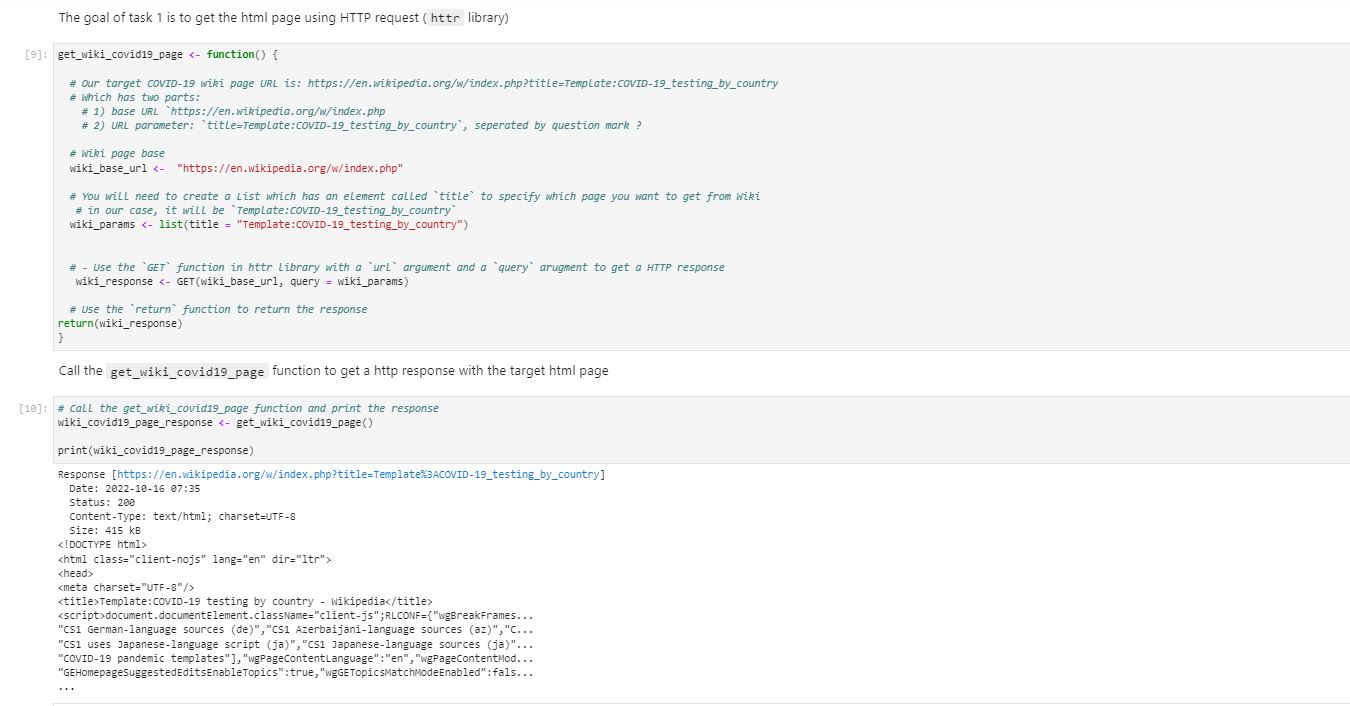 The goal of task 1 is to get the html page using HTTP request ( httr library)
[9]: get_wiki_covid19_page <- function() {
# Our target COVID-19 wiki page URL is: https://en.wikipedia.org/w/index.php?title=Template:COVID-19_testing_by_country
# Which has two parts:
# 1) base URL `https://en.wikipedia.org/w/index.php
# 2) URL parameter: `title=Template:COVID-19_testing_by_country`, seperated by question mark ?
# Wiki page base
wiki_base_url <- "https://en.wikipedia.org/w/index.php"
# You will need to create a List which has an element called `title` to specify which page you want to get from Wiki
# in our case, it will be `Template:COVID-19_testing_by_country`
wiki_params <- list(title = "Template:COVID-19_testing_by_country")
# - Use the `GET` function in httr library with a `url` argument and a `query` arugment to get a HTTP response
wiki_response <- GET(wiki_base_url, query = wiki_params)
# Use the `return` function to return the response
return(wiki_response)
}
Call the get_wiki_covid19_page function to get a http response with the target html page
[10]: # Call the get_wiki_covid19_page function and print the response
wiki_covid19_page_response <- get_wiki_covid19_page()
print(wiki_covid19_page_response)
Response [https://en.wikipedia.org/w/index.php?title=Template%3ACOVID-19_testing_by_country]
Date: 2022-10-16 07:35
Status: 200
Content-Type: text/html; charset=UTF-8
Size: 415 kB
<!DOCTYPE html>
<html class="client-nojs" lang="en" dir="ltr">
<head>
<meta charset="UTF-8"/>
<title>Template:COVID-19 testing by country - Wikipedia</title>
<script>document.documentElement.className="client-js";RLCONF={"wgBreakFrames...
"CS1 German-language sources (de)","CS1 Azerbaijani-language sources (az)","C...
"CS1 uses Japanese-language script (ja)","CS1 Japanese-language sources (ja)"...
"COVID-19 pandemic templates"],"wgPageContentLanguage":"en","wgPageContentMod...
"GEHomepageSuggestedEditsEnableTopics":true,"wgGETopicsMatchModeEnabled":fals...
...